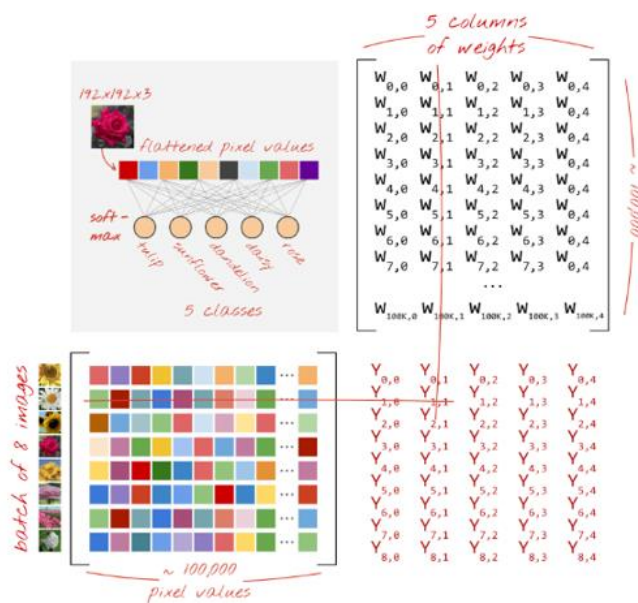 5 columns
of weights
192x192x3
flattened pixel values
soft-
max
tulip
sunflower
dandelion
daisy
rose
5 classes
W0,0 W0,1 W0,2 W0,3 W0,4
W1,0 W1,1 W1,2 W1,3 W0,4
W2,0 W2,1 W2,2 W2,3 W0,4
W3,0 W3,1 W3,2 W3,3 W0,4
W4,0 W4,1 W4,2 W4,3 W0,4
W5,0 W5,1 W5,2 W5,3 W0,4
W6,0 W6,1 W6,2 W6,3 W0,4
W7,0 W7,1 W7,2 W7,3 W0,4
...
W100K,0 W100K,1 W100K,2 W100K,3 W100K,4
~ 100,000
batch of 8 images
...
...
...
...
...
...
...
...
~ 100,000
pixel values
Y0,0 Y0,1 Y0,2 Y0,3 Y0,4
Y1,0 Y1,1 Y1,2 Y1,3 Y1,4
Y2,0 Y2,1 Y2,2 Y2,3 Y2,4
Y3,0 Y3,1 Y3,2 Y3,3 Y3,4
Y4,0 Y4,1 Y4,2 Y4,3 Y4,4
Y5,0 Y5,1 Y5,2 Y5,3 Y5,4
Y6,0 Y6,1 Y6,2 Y6,3 Y6,4
Y7,0 Y7,1 Y7,2 Y7,3 Y7,4
Y8,0 Y8,1 Y8,2 Y8,3 Y8,4